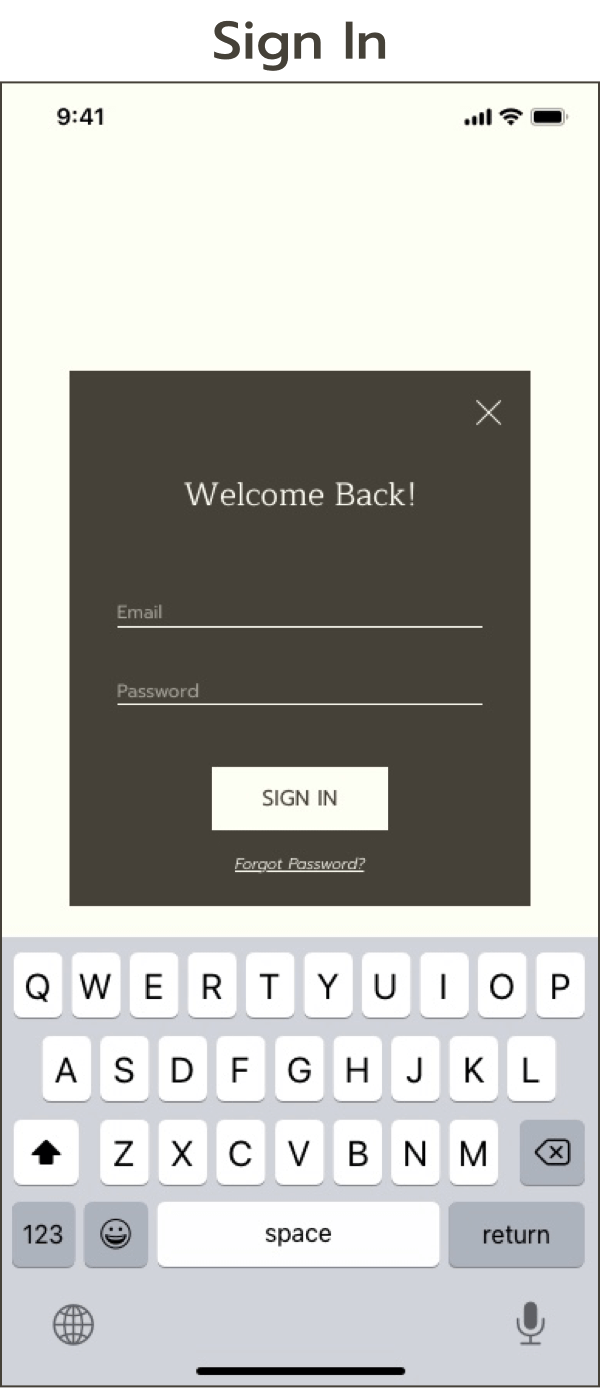 Sign In
9:41
Welcome Back!
Email
Password
SIGN IN
Forgot Password?
Q W E R T Y U I O P
A S D F G H J K L
Z X C V B N M
123 space return